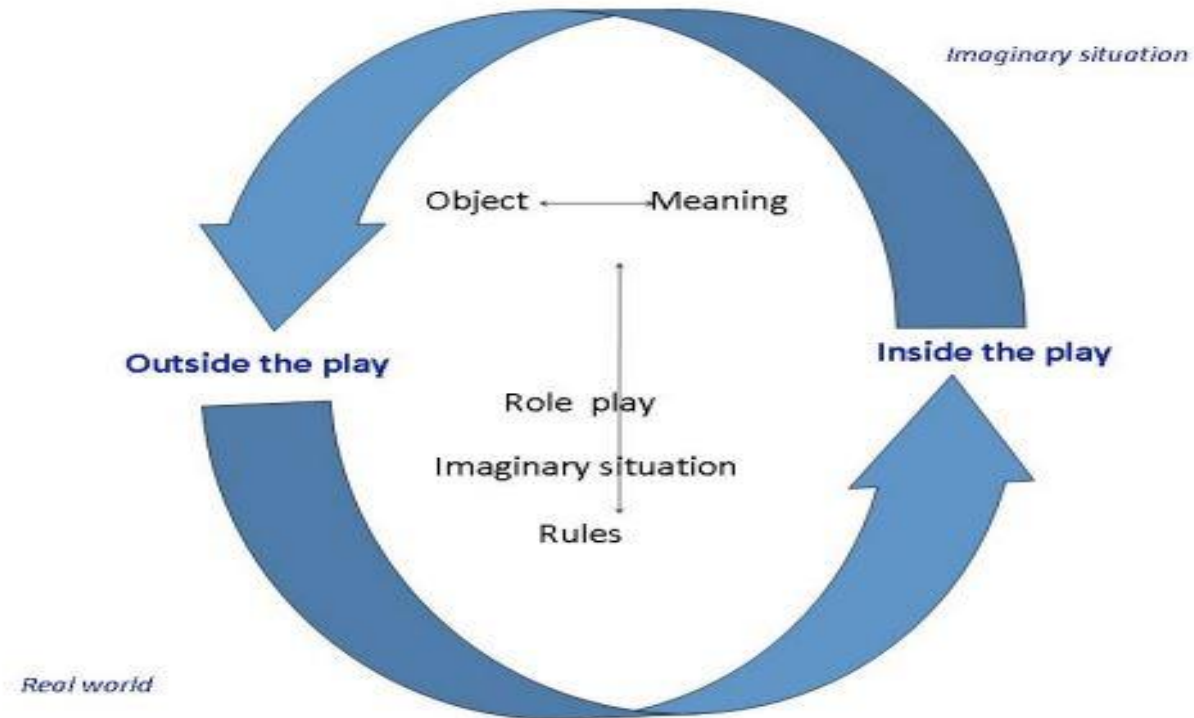 Imaginary situation
Object Meaning
Outside the play
Inside the play
Role play
Imaginary situation
Rules
Real world